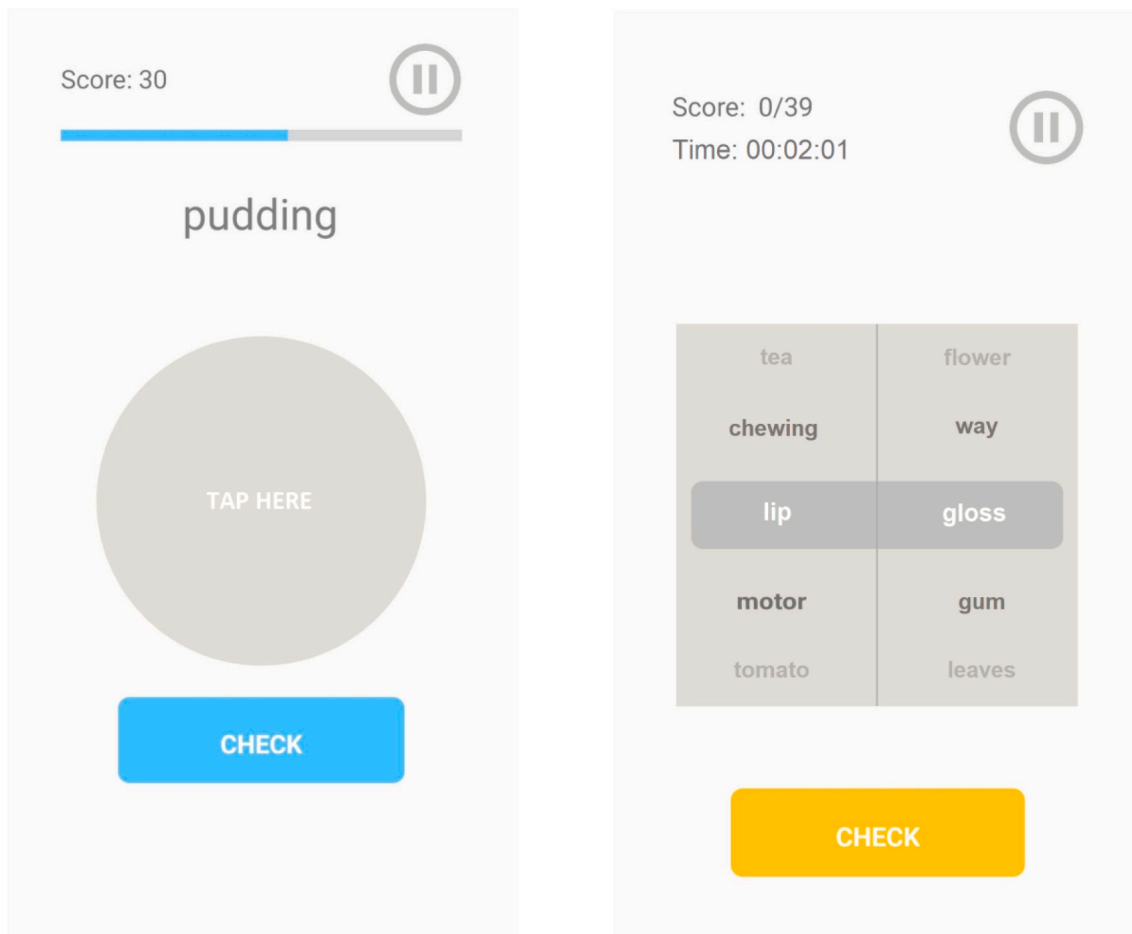 Score: 30
pudding
TAP HERE
CHECK
Score: 0/39
Time: 00:02:01
tea flower
chewing way
lip gloss
motor gum
tomato leaves
CHECK